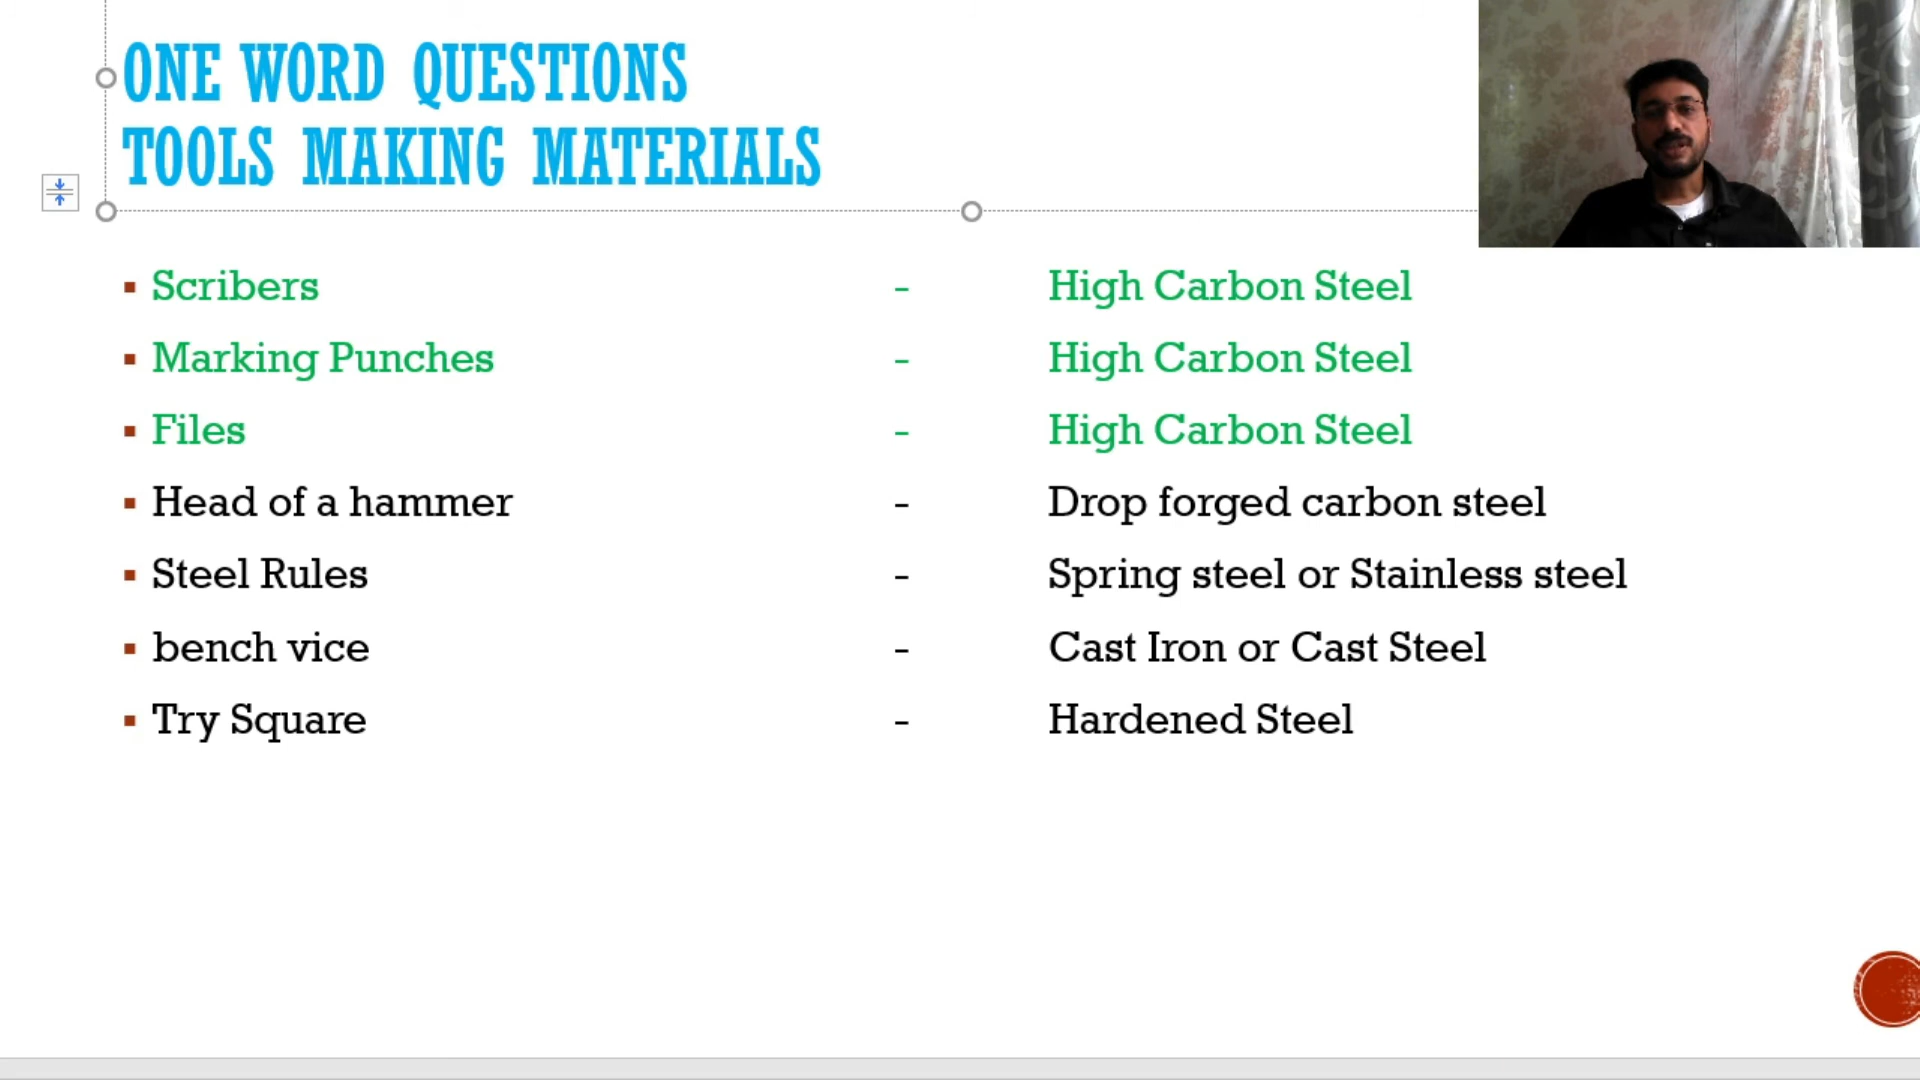 ONE WORD QUESTIONS
TOOLS MAKING MATERIALS
▪ Scribers - High Carbon Steel
▪ Marking Punches - High Carbon Steel
▪ Files - High Carbon Steel
▪ Head of a hammer - Drop forged carbon steel
▪ Steel Rules - Spring steel or Stainless steel
▪ bench vice - Cast Iron or Cast Steel
▪ Try Square - Hardened Steel